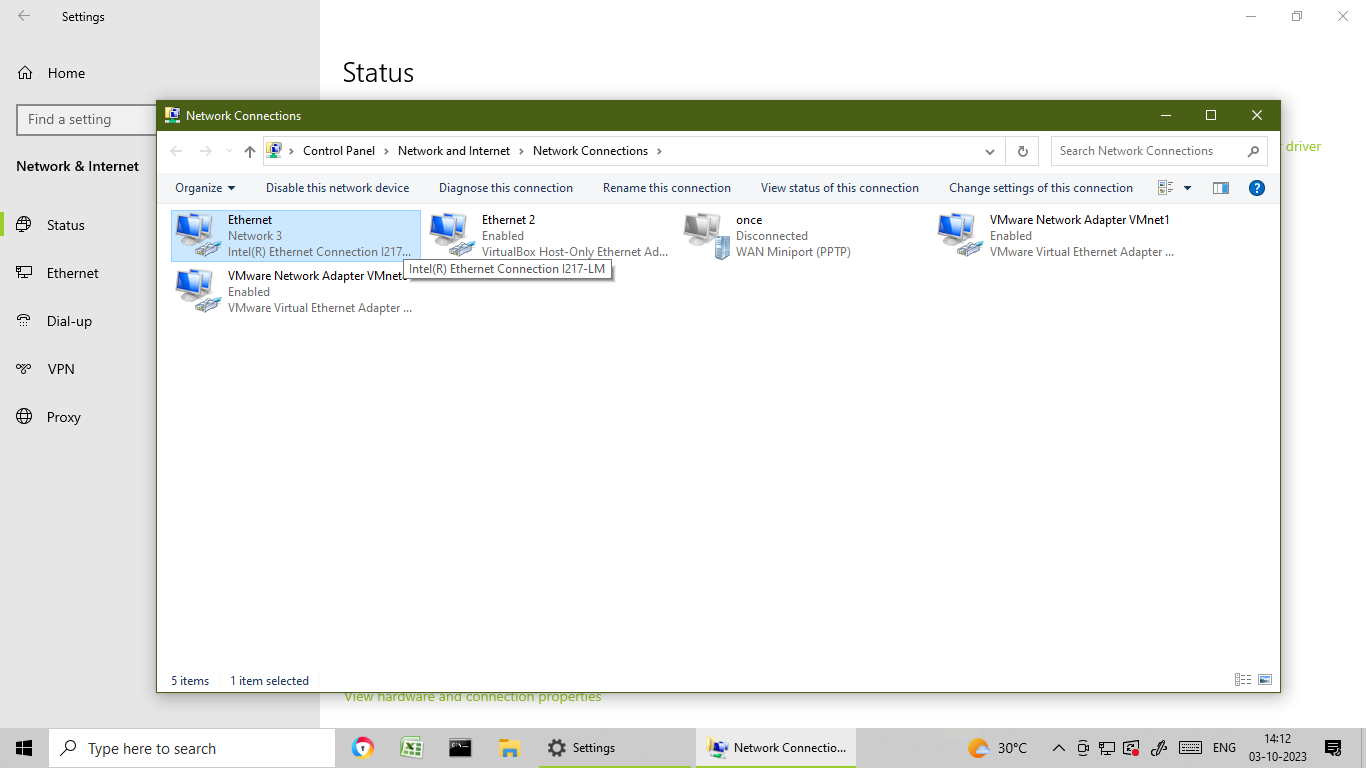 Settings
Home
Find a setting
Network & Internet
Status
Ethernet
Dial-up
VPN
Proxy
Status
driver
Network Connections
Control Panel > Network and Internet > Network Connections >
Search Network Connections
Organize
Disable this network device
Diagnose this connection
Rename this connection
View status of this connection
Change settings of this connection
Ethernet
Network 3
Intel(R) Ethernet Connection I217...
Ethernet 2
Enabled
VirtualBox Host-Only Ethernet Ad...
once
Disconnected
WAN Miniport (PPTP)
VMware Network Adapter VMnet1
Enabled
VMware Virtual Ethernet Adapter ...
Intel(R) Ethernet Connection I217-LM
VMware Network Adapter
Enabled
VMware Virtual Ethernet Adapter ...
5 items
1 item selected
View hardware and connection properties
Type here to search
Settings
Network Connectio...
30°C
ENG
14:12
03-10-2023